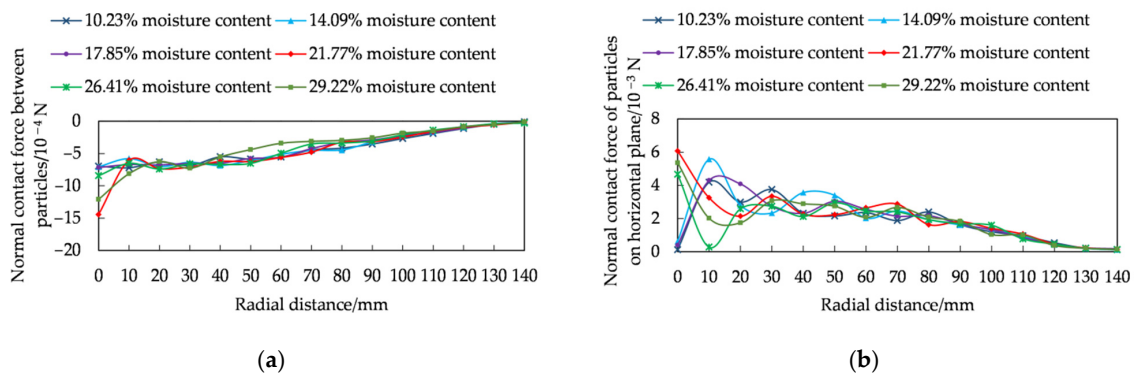 10.23% moisture content 14.09% moisture content
17.85% moisture content 21.77% moisture content
26.41% moisture content 29.22% moisture content
Normal contact force between
particles/10⁻⁴ N
0
−5
−10
−15
−20
0 10 20 30 40 50 60 70 80 90 100 110 120 130 140
Radial distance/mm
(a)
10.23% moisture content 14.09% moisture content
17.85% moisture content 21.77% moisture content
26.41% moisture content 29.22% moisture content
Normal contact force of particles
on horizontal plane/10⁻³ N
8
6
4
2
0
0 10 20 30 40 50 60 70 80 90 100 110 120 130 140
Radial distance/mm
(b)